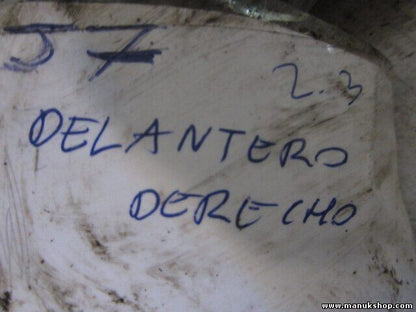 J7
2.3
DELANTERO
DERECHO
www.manukshop.com